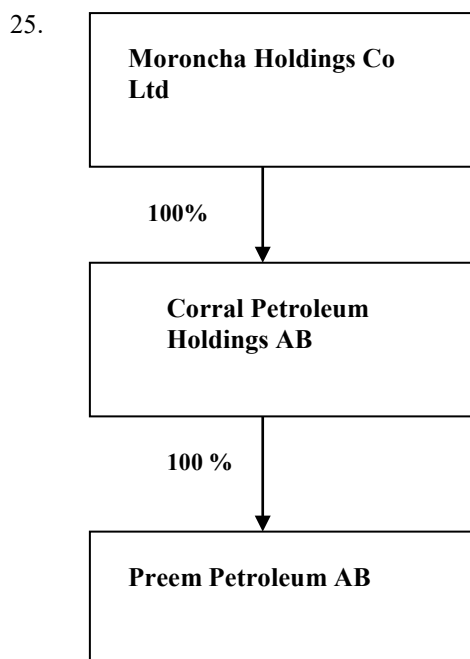 25.
Moroncha Holdings Co
Ltd
100%
Corral Petroleum
Holdings AB
100 %
Preem Petroleum AB